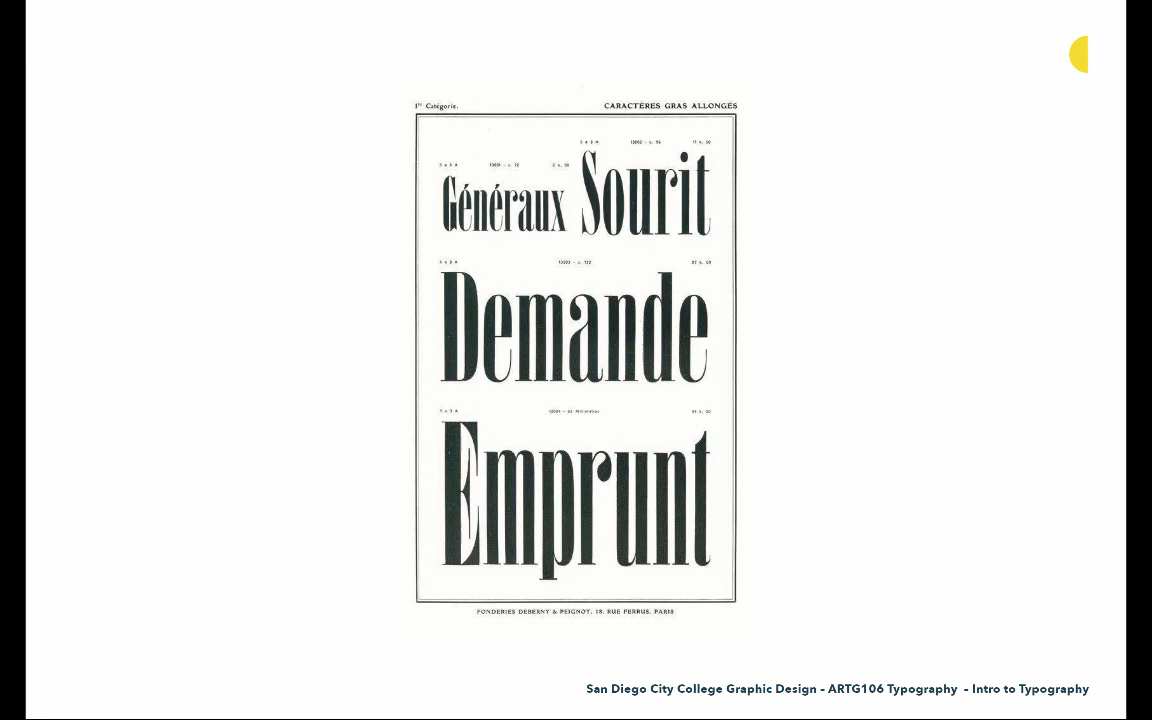 1re Catégorie. CARACTÈRES GRAS ALLONGÉS
Généraux Sourit
Demande
Emprunt
FONDERIES DEBERNY & PEIGNOT, 18, RUE FERRUS, PARIS
San Diego City College Graphic Design – ARTG106 Typography – Intro to Typography